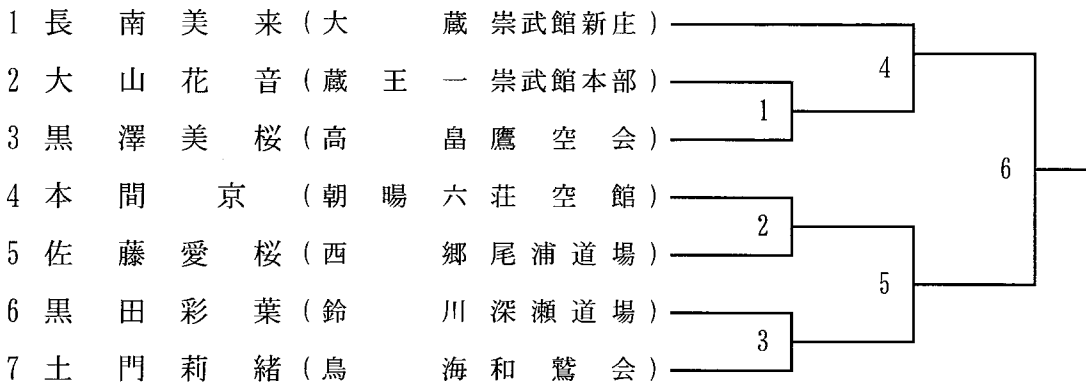 1 長南美来 (大蔵 崇武館新庄)
4
2 大山花音 (蔵王一 崇武館本部)
1
3 黒澤美桜 (高畠 鷹空会)
6
4 本間京 (朝暘六 荘空館)
2
5 佐藤愛桜 (西郷 尾浦道場)
5
6 黒田彩葉 (鈴川 深瀬道場)
3
7 土門莉緒 (鳥海 和鷲会)